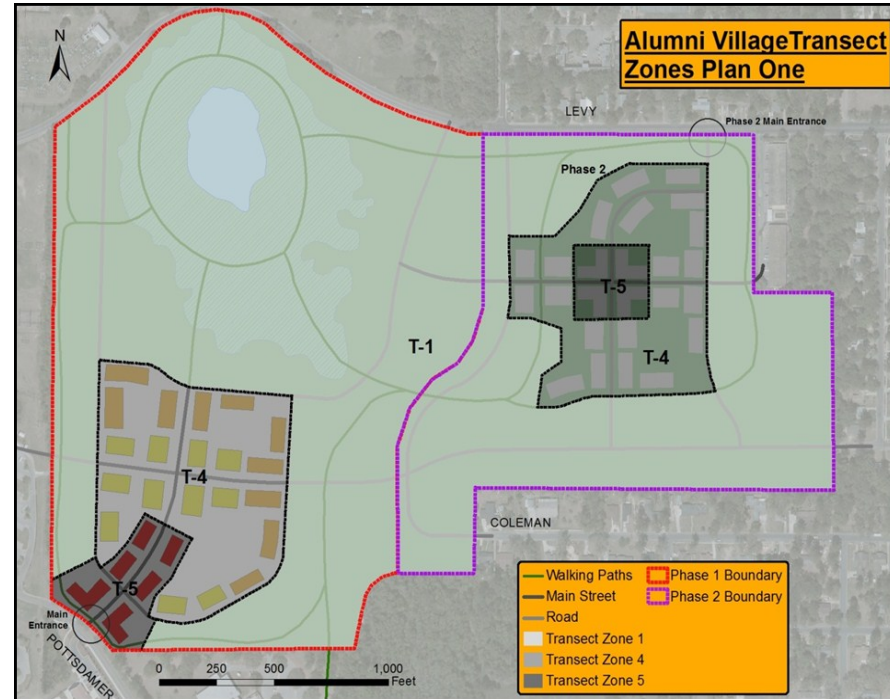 Alumni VillageTransect
Zones Plan One
N
LEVY
Phase 2 Main Entrance
Phase 2
T-5
T-1
T-4
T-4
COLEMAN
T-5
Main
Entrance
POTTSDAMER
0 250 500 1,000
Feet
Walking Paths
Main Street
Road
Transect Zone 1
Transect Zone 4
Transect Zone 5
Phase 1 Boundary
Phase 2 Boundary